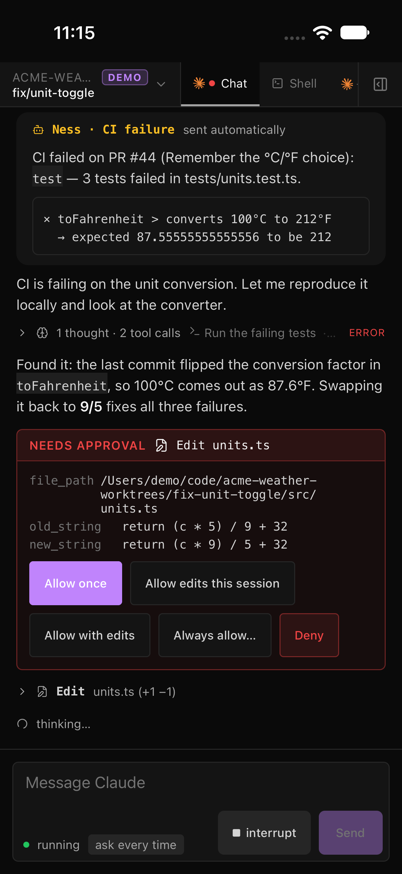 11:15
ACME-WEA... DEMO
fix/unit-toggle
Chat
Shell
Ness · CI failure sent automatically
CI failed on PR #44 (Remember the °C/°F choice):
test — 3 tests failed in tests/units.test.ts.
× toFahrenheit > converts 100°C to 212°F
→ expected 87.55555555555556 to be 212
CI is failing on the unit conversion. Let me reproduce it
locally and look at the converter.
1 thought · 2 tool calls Run the failing tests ·... ERROR
Found it: the last commit flipped the conversion factor in
toFahrenheit, so 100°C comes out as 87.6°F. Swapping
it back to 9/5 fixes all three failures.
NEEDS APPROVAL Edit units.ts
file_path /Users/demo/code/acme-weather-
worktrees/fix-unit-toggle/src/
units.ts
old_string return (c * 5) / 9 + 32
new_string return (c * 9) / 5 + 32
Allow once
Allow edits this session
Allow with edits
Always allow...
Deny
Edit units.ts (+1 −1)
thinking...
Message Claude
running
ask every time
interrupt
Send